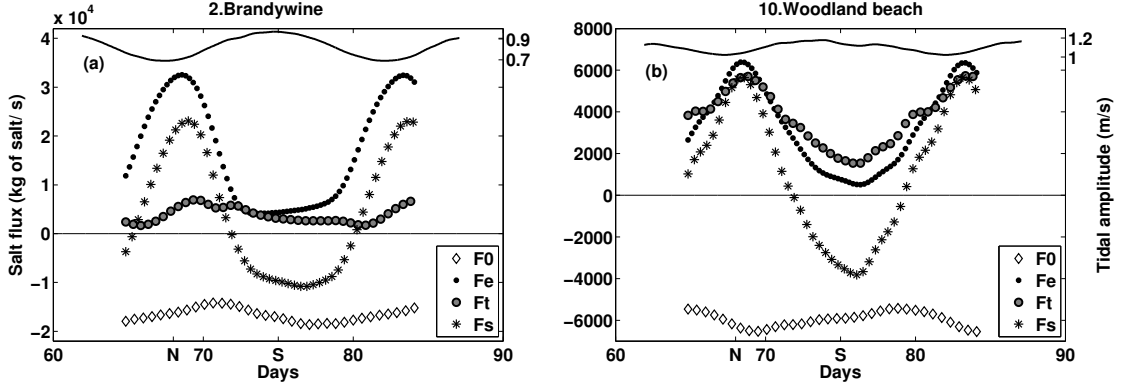 2.Brandywine
x 10^4
4
3
2
1
0
−1
−2
0.9
0.7
(a)
Salt flux (kg of salt/ s)
F0
Fe
Ft
Fs
60 N 70 S 80 90
Days
10.Woodland beach
6000
4000
2000
0
−2000
−4000
−6000
1.2
1
(b)
Tidal amplitude (m/s)
F0
Fe
Ft
Fs
60 N 70 S 80 90
Days